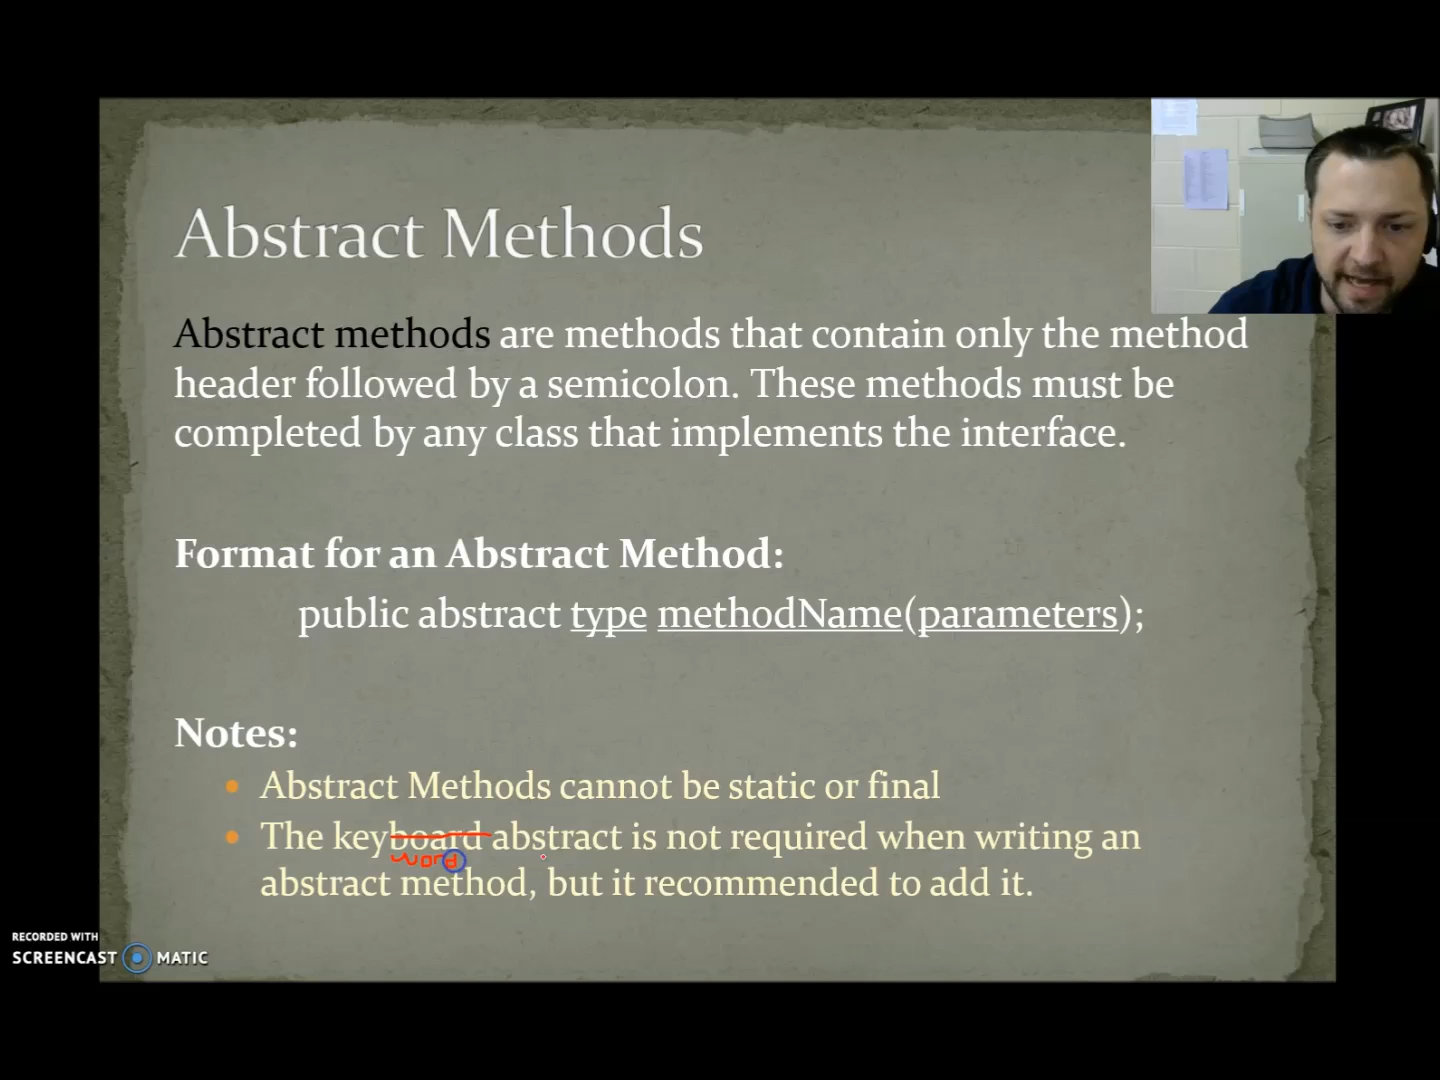 Abstract Methods
Abstract methods are methods that contain only the method
header followed by a semicolon. These methods must be
completed by any class that implements the interface.
Format for an Abstract Method:
public abstract type methodName(parameters);
Notes:
• Abstract Methods cannot be static or final
• The keyboard abstract is not required when writing an
word
abstract method, but it recommended to add it.
RECORDED WITH
SCREENCAST MATIC